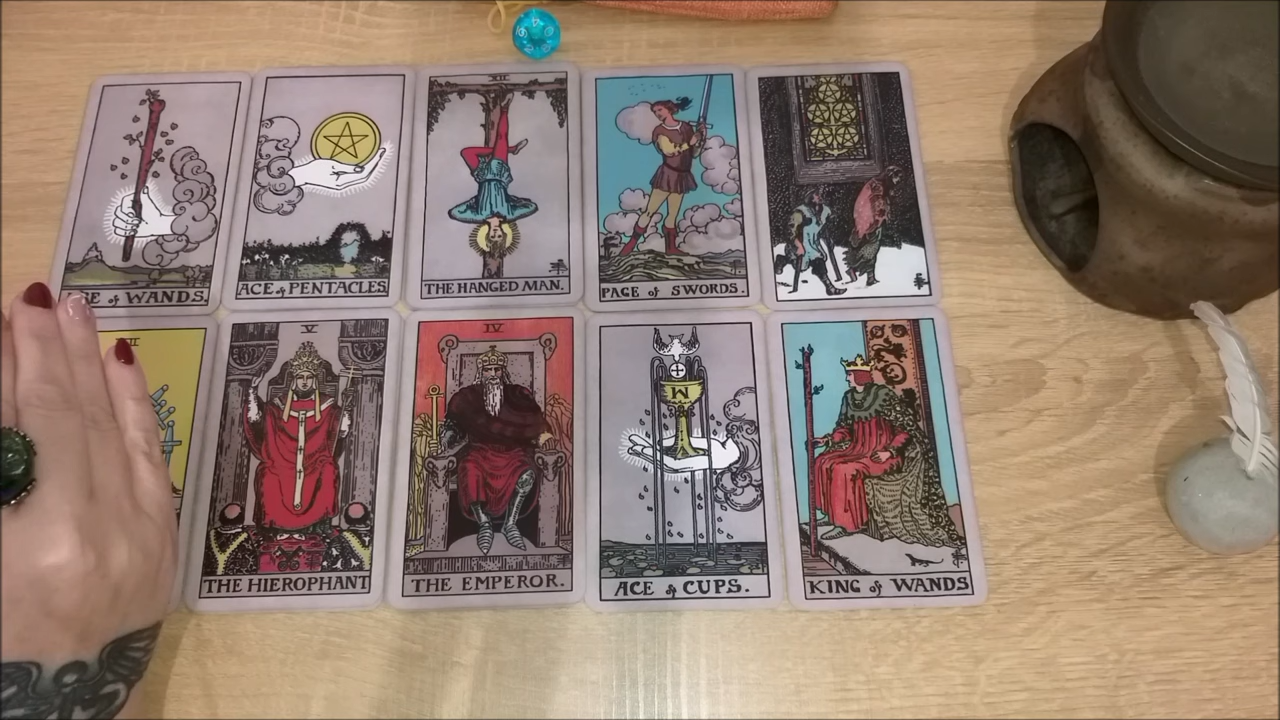 XII
CE of WANDS.
ACE of PENTACLES
THE HANGED MAN.
PAGE of SWORDS.
V
IV
M
THE HIEROPHANT
THE EMPEROR.
ACE of CUPS.
KING of WANDS